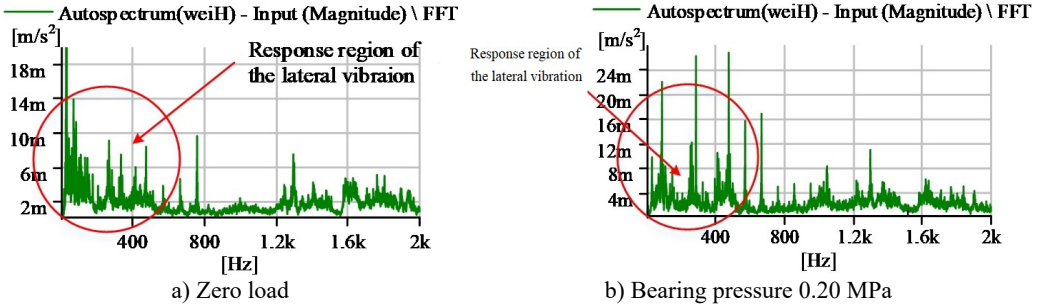 Autospectrum(weiH) - Input (Magnitude) \ FFT
[m/s²]
Response region of
the lateral vibraion
18m
14m
10m
6m
2m
400 800 1.2k 1.6k 2k
[Hz]
a) Zero load
Autospectrum(weiH) - Input (Magnitude) \ FFT
[m/s²]
Response region of
the lateral vibration
24m
20m
16m
12m
8m
4m
400 800 1.2k 1.6k 2k
[Hz]
b) Bearing pressure 0.20 MPa